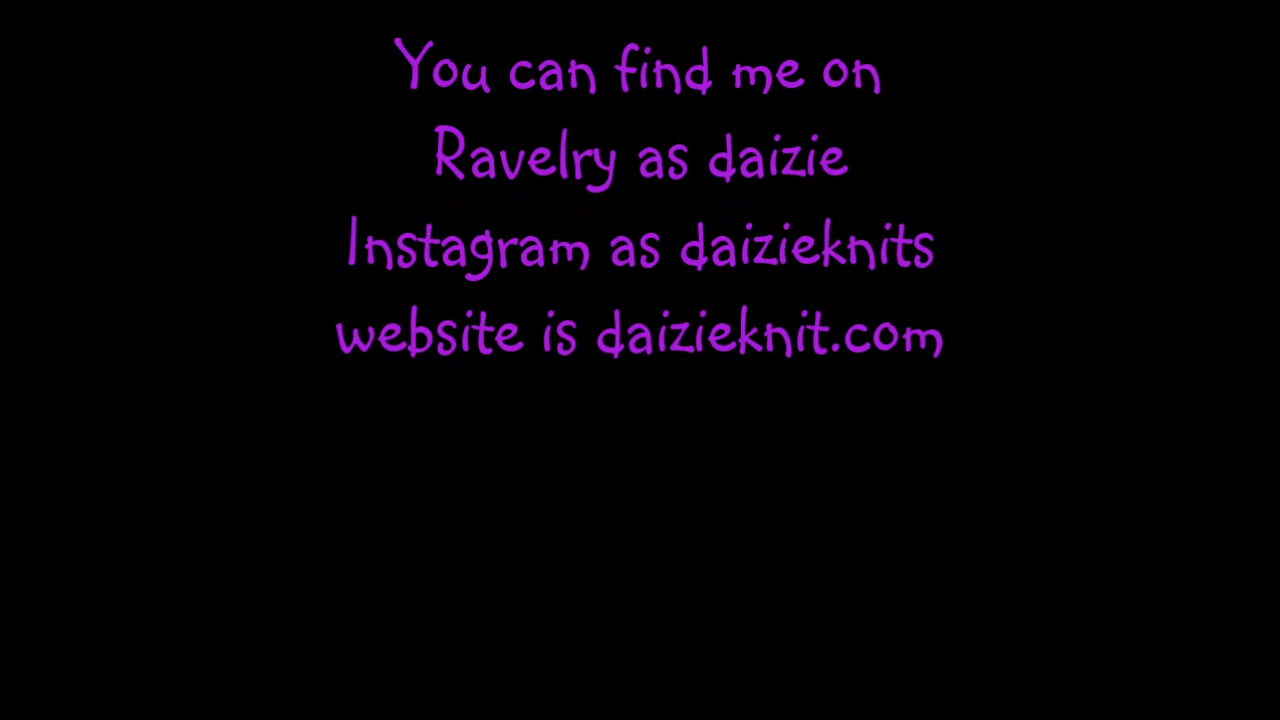 You can find me on
Ravelry as daizie
Instagram as daizieknits
website is daizieknit.com